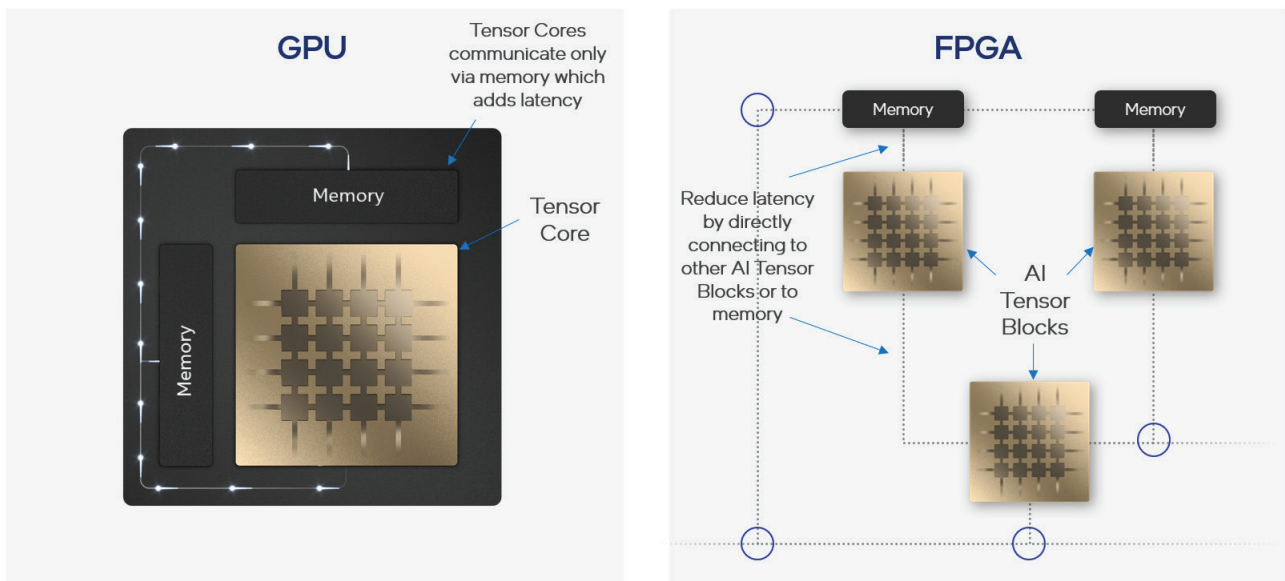 GPU
Tensor Cores
communicate only
via memory which
adds latency
Memory
Memory
Tensor
Core
FPGA
Memory
Memory
Reduce latency
by directly
connecting to
other AI Tensor
Blocks or to
memory
AI
Tensor
Blocks